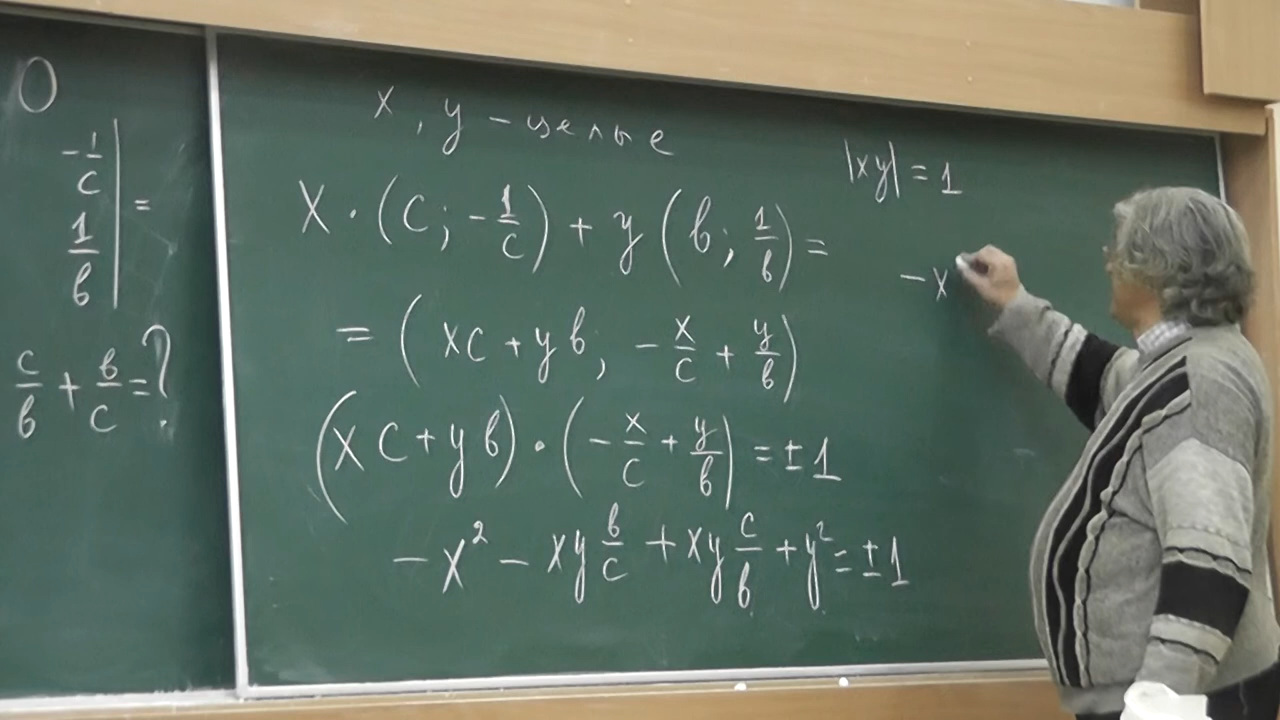 0
-1/c | =
1/b |
c/b + b/c = ?
x, y - целые
x · (c; -1/c) + y (b; 1/b) =
= (xc + yb; -x/c + y/b)
(xc + yb) · (-x/c + y/b) = ±1
-x² - xy b/c + xy c/b + y² = ±1
|xy| = 1
-x